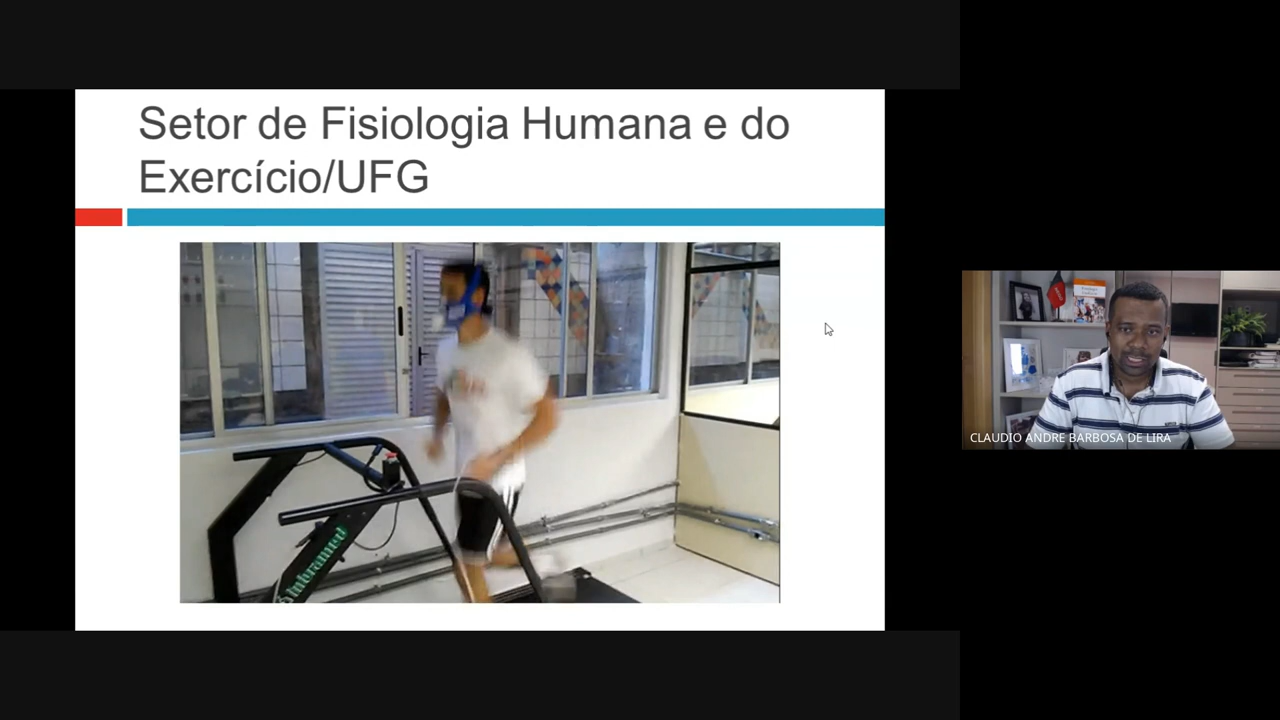 Setor de Fisiologia Humana e do
Exercício/UFG
Inbramed
CLAUDIO ANDRE BARBOSA DE LIRA